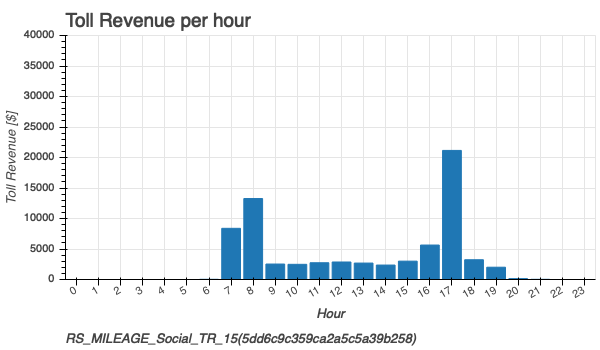 Toll Revenue per hour
40000
35000
30000
25000
20000
15000
10000
5000
0
Toll Revenue [$]
0 1 2 3 4 5 6 7 8 9 10 11 12 13 14 15 16 17 18 19 20 21 22 23
Hour
RS_MILEAGE_Social_TR_15(5dd6c9c359ca2a5c5a39b258)